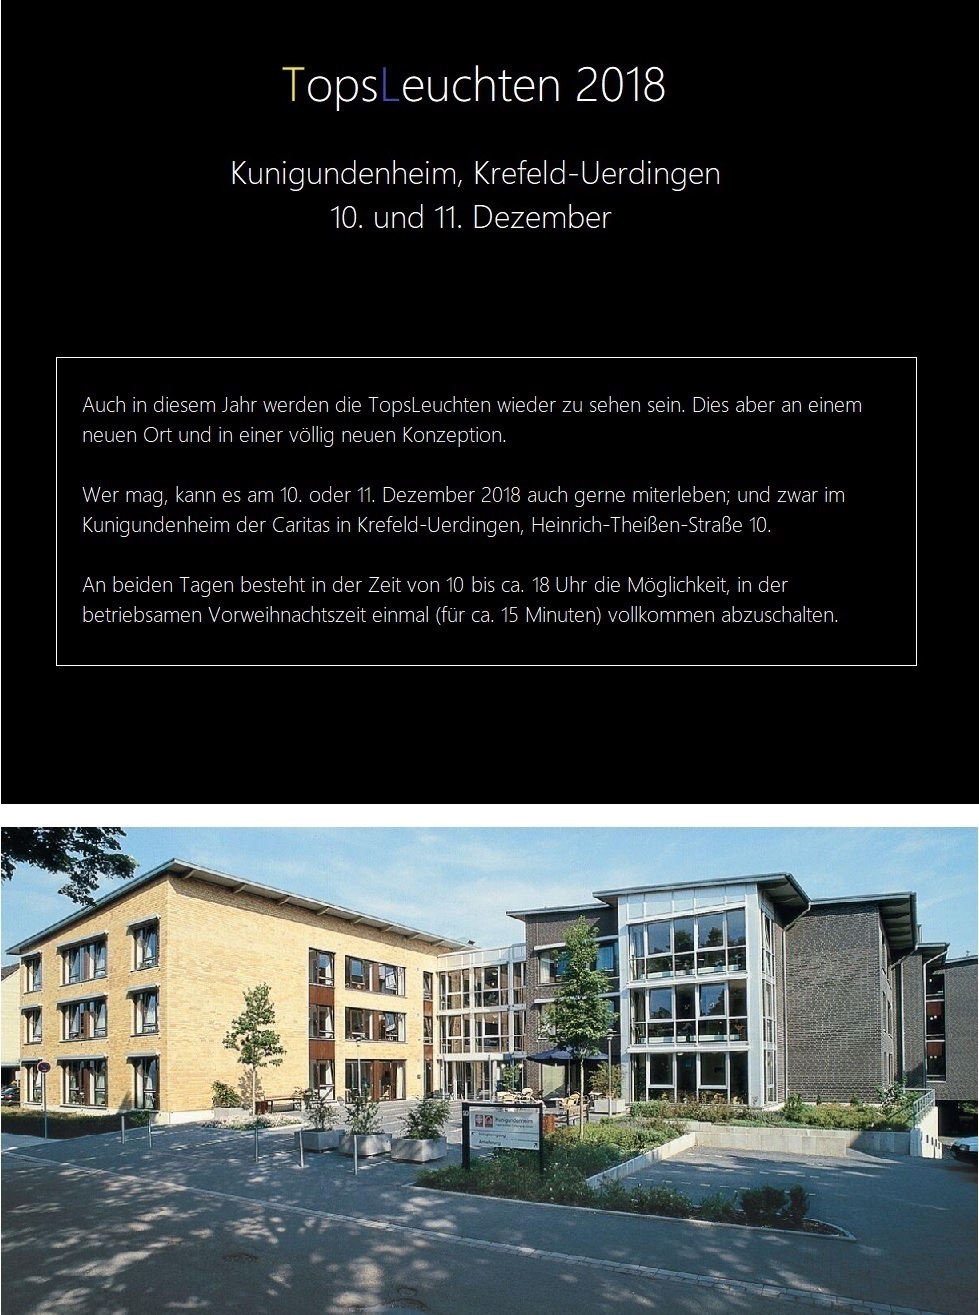 TopsLeuchten 2018
Kunigundenheim, Krefeld-Uerdingen
10. und 11. Dezember
Auch in diesem Jahr werden die TopsLeuchten wieder zu sehen sein. Dies aber an einem
neuen Ort und in einer völlig neuen Konzeption.
Wer mag, kann es am 10. oder 11. Dezember 2018 auch gerne miterleben; und zwar im
Kunigundenheim der Caritas in Krefeld-Uerdingen, Heinrich-Theißen-Straße 10.
An beiden Tagen besteht in der Zeit von 10 bis ca. 18 Uhr die Möglichkeit, in der
betriebsamen Vorweihnachtszeit einmal (für ca. 15 Minuten) vollkommen abzuschalten.
Kunigundenheim